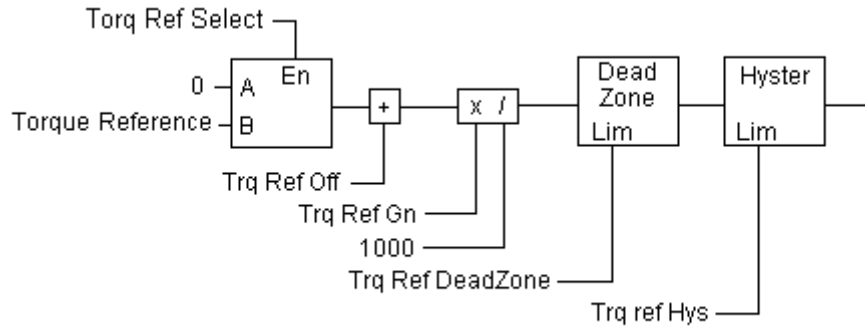 Torq Ref Select
En
0
A
Torque Reference
B
+
x /
Dead
Zone
Lim
Hyster
Lim
Trq Ref Off
Trq Ref Gn
1000
Trq Ref DeadZone
Trq ref Hys